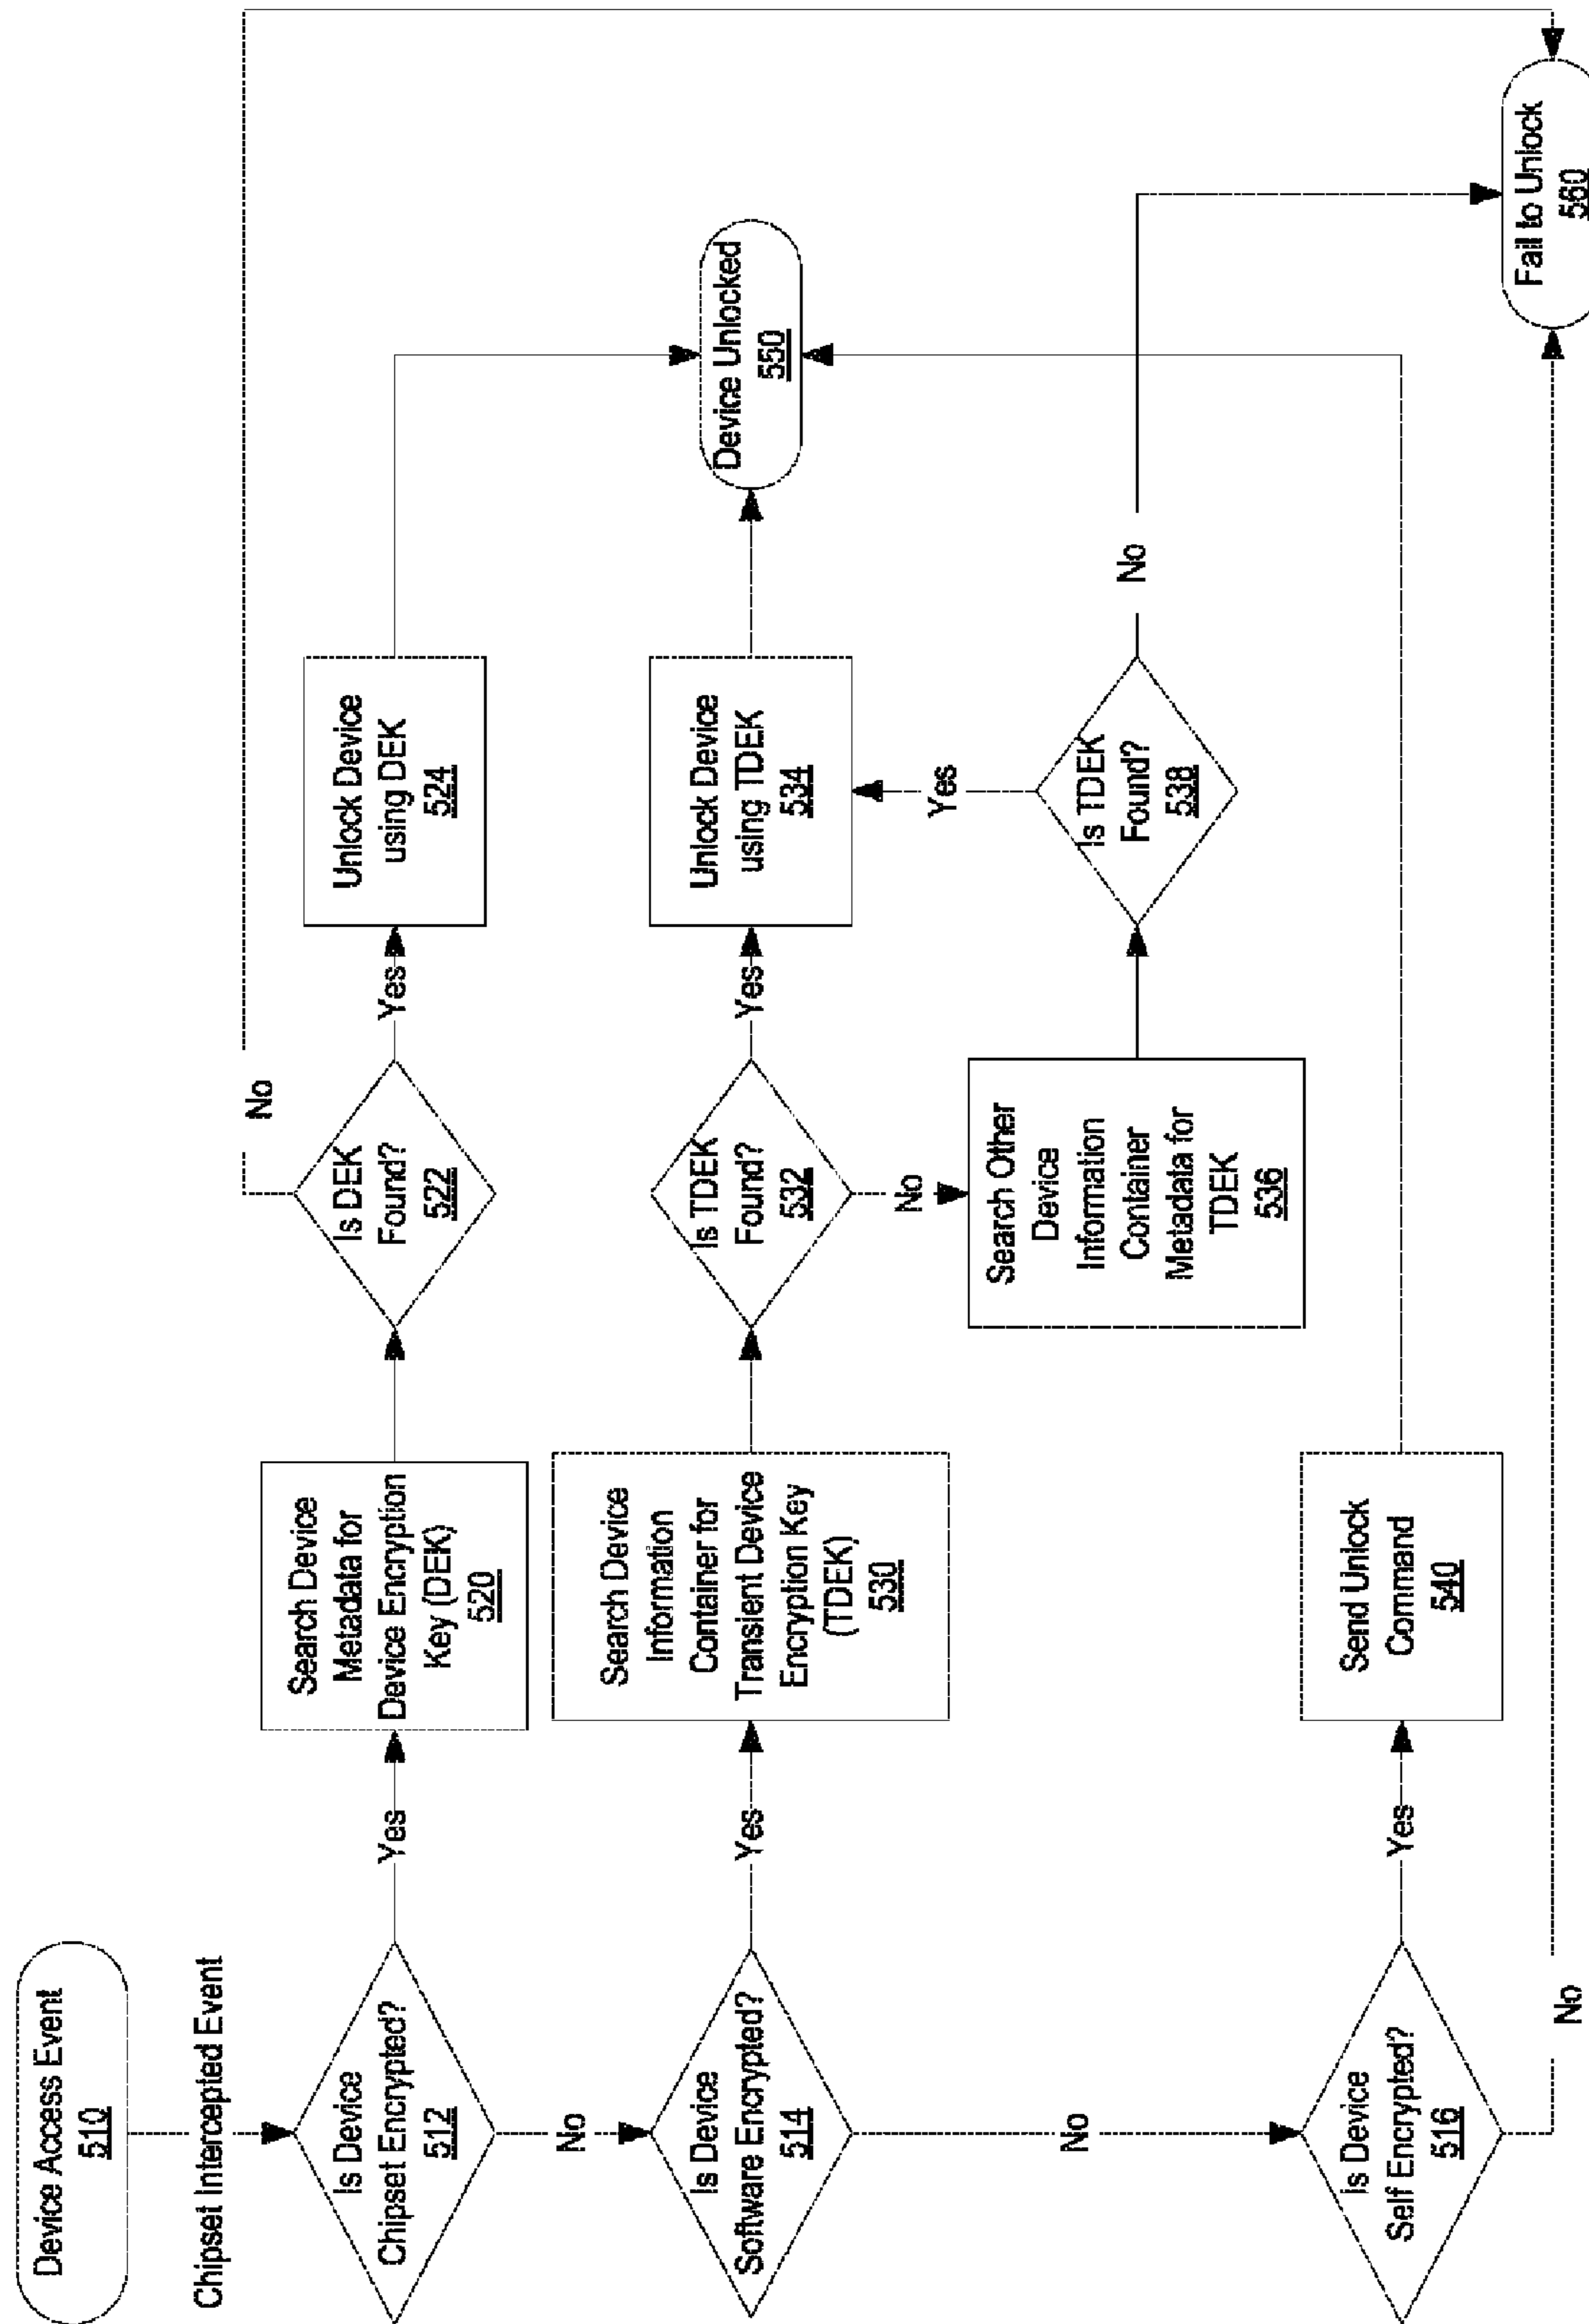 Device Access Event
510
Chipset Intercepted Event
Is Device
Chipset Encrypted?
512
Yes
Search Device
Metadata for
Device Encryption
Key (DEK)
520
Is DEK
Found?
522
No
Yes
Unlock Device
using DEK
524
No
Is Device
Software Encrypted?
514
Yes
Search Device
Information
Container for
Transient Device
Encryption Key
(TDEK)
530
Is TDEK
Found?
532
Yes
Unlock Device
using TDEK
534
Device Unlocked
550
No
Search Other
Device
Information
Container
Metadata for
TDEK
536
Is TDEK
Found?
538
Yes
No
No
Is Device
Self Encrypted?
516
Yes
Send Unlock
Command
540
No
Fail to Unlock
560